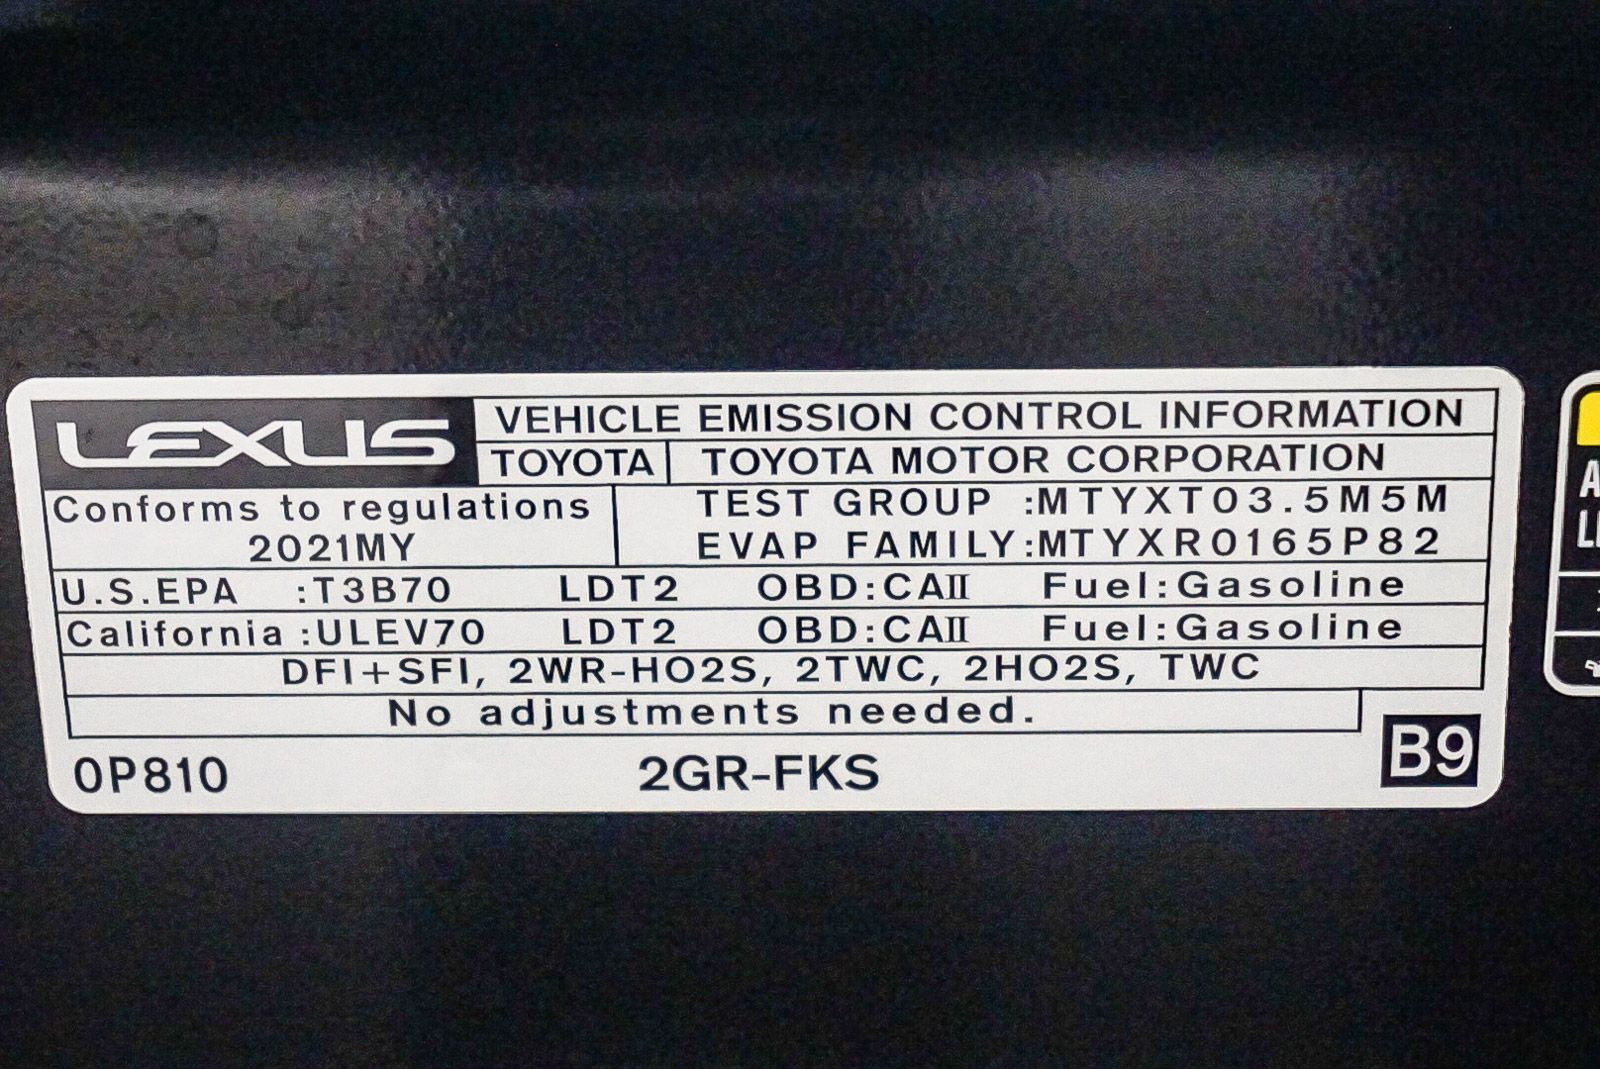 LEXUS
VEHICLE EMISSION CONTROL INFORMATION
TOYOTA TOYOTA MOTOR CORPORATION
Conforms to regulations
2021MY
TEST GROUP :MTYXT03.5M5M
EVAP FAMILY:MTYXR0165P82
U.S.EPA :T3B70 LDT2 OBD:CAII Fuel:Gasoline
California :ULEV70 LDT2 OBD:CAII Fuel:Gasoline
DFI+SFI, 2WR-HO2S, 2TWC, 2HO2S, TWC
No adjustments needed.
0P810 2GR-FKS B9